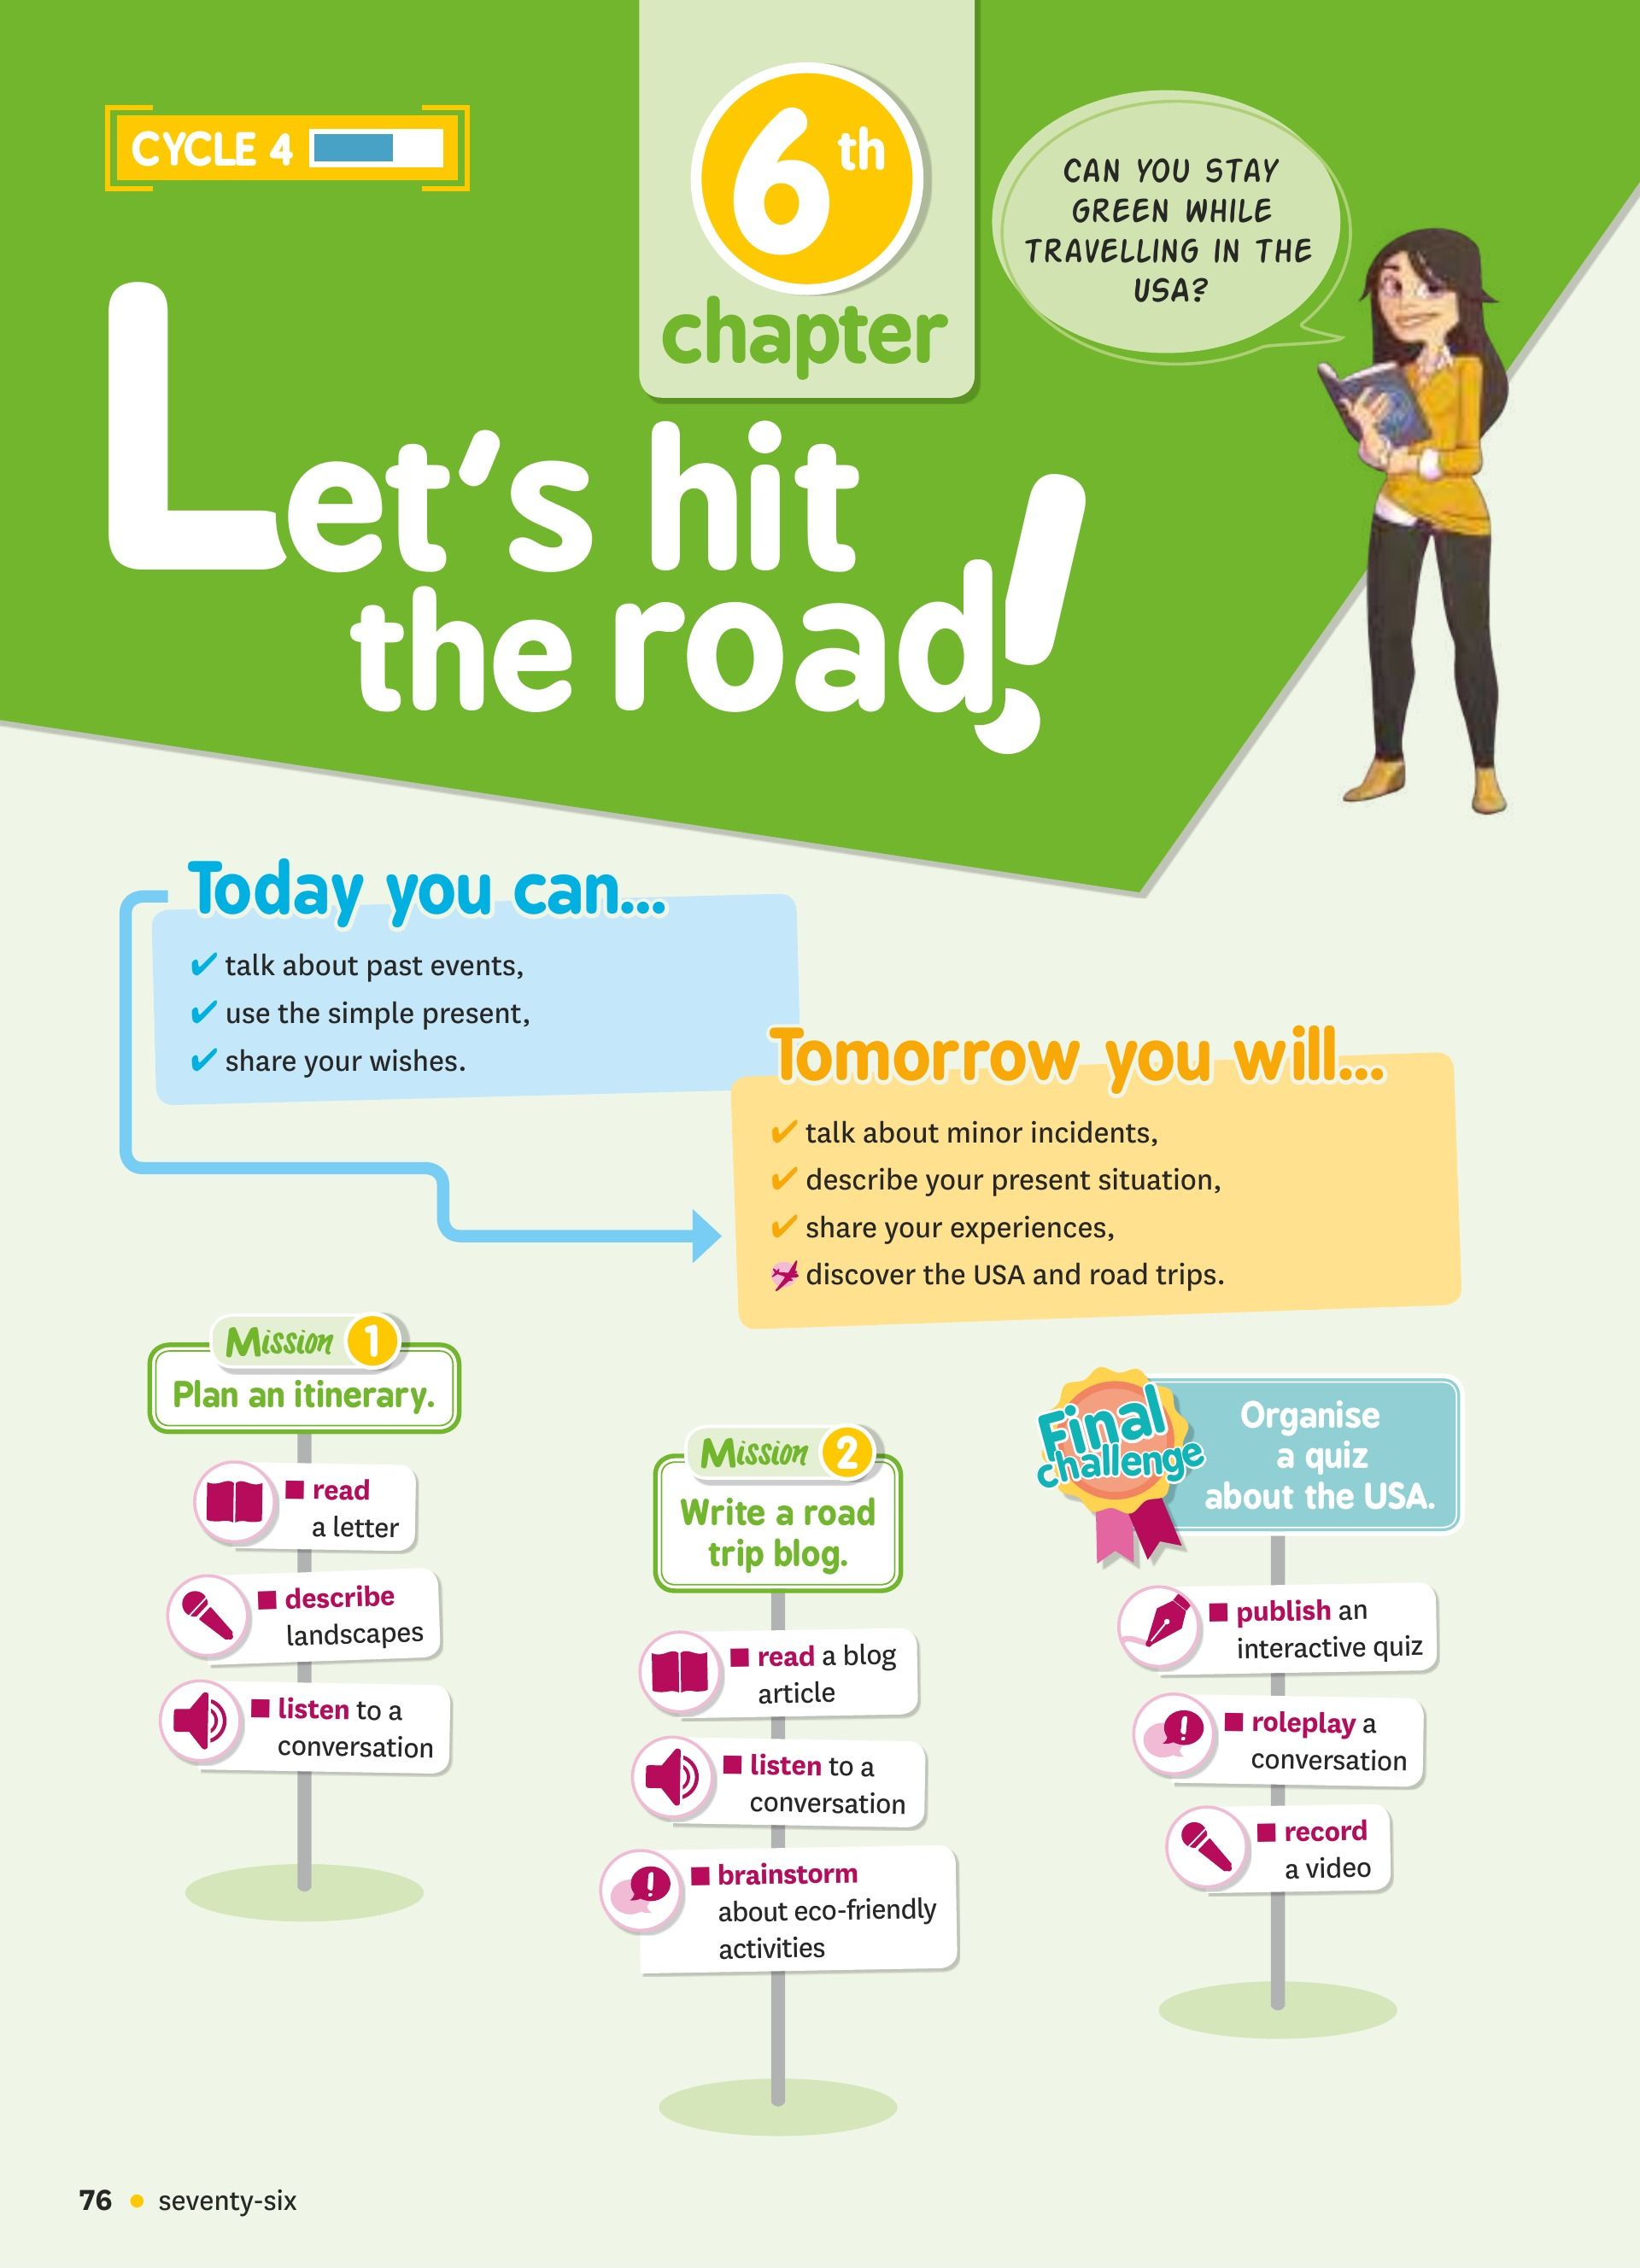 CYCLE 4
6th
chapter
CAN YOU STAY
GREEN WHILE
TRAVELLING IN THE
USA?
Let's hit
the road!
Today you can...
✔ talk about past events,
✔ use the simple present,
✔ share your wishes.
Tomorrow you will...
✔ talk about minor incidents,
✔ describe your present situation,
✔ share your experiences,
discover the USA and road trips.
Mission 1
Plan an itinerary.
■ read
a letter
■ describe
landscapes
■ listen to a
conversation
Mission 2
Write a road
trip blog.
■ read a blog
article
■ listen to a
conversation
■ brainstorm
about eco-friendly
activities
Final
challenge
Organise
a quiz
about the USA.
■ publish an
interactive quiz
■ roleplay a
conversation
■ record
a video
76 • seventy-six